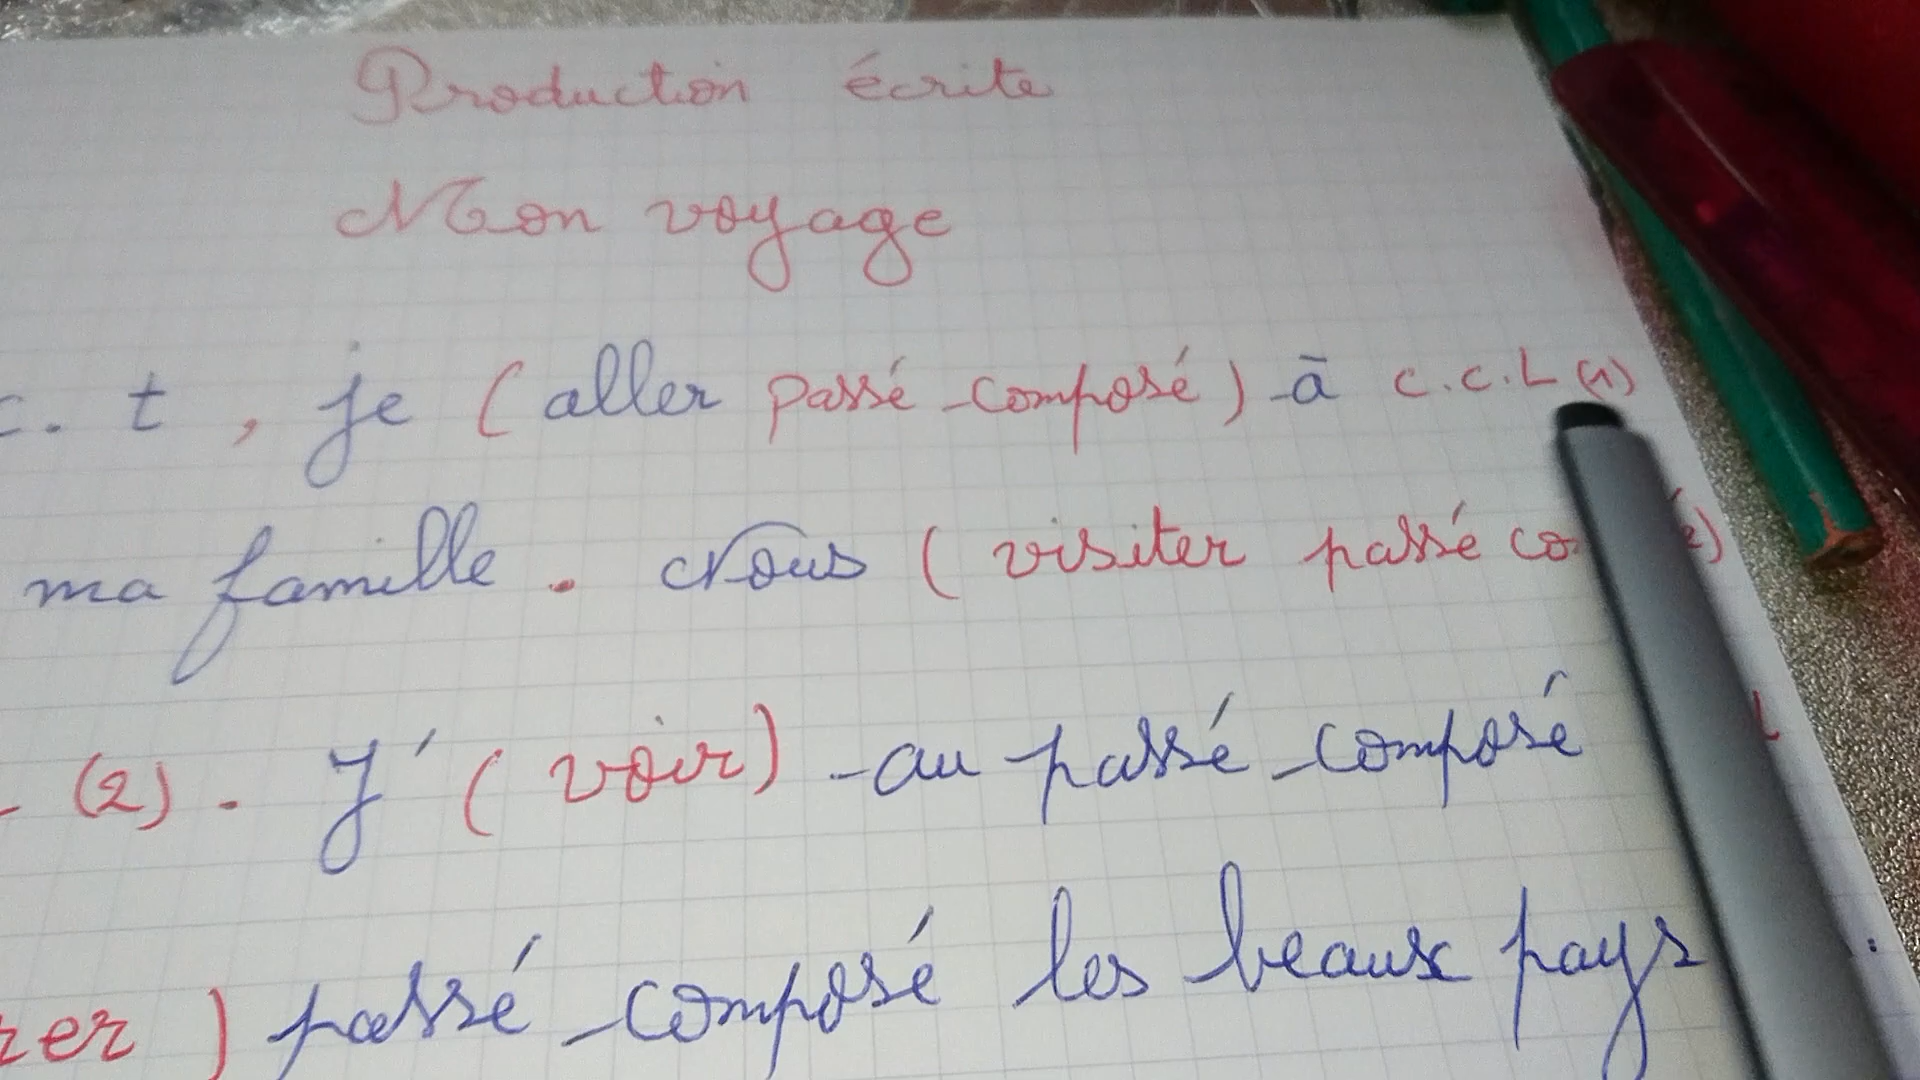 Production écrite
Mon voyage
c. t, je (aller passé composé) à c.c.L (1)
ma famille. Nous (visiter passé co
(2). J'(voir) au passé composé
rer) passé composé les beaux pays